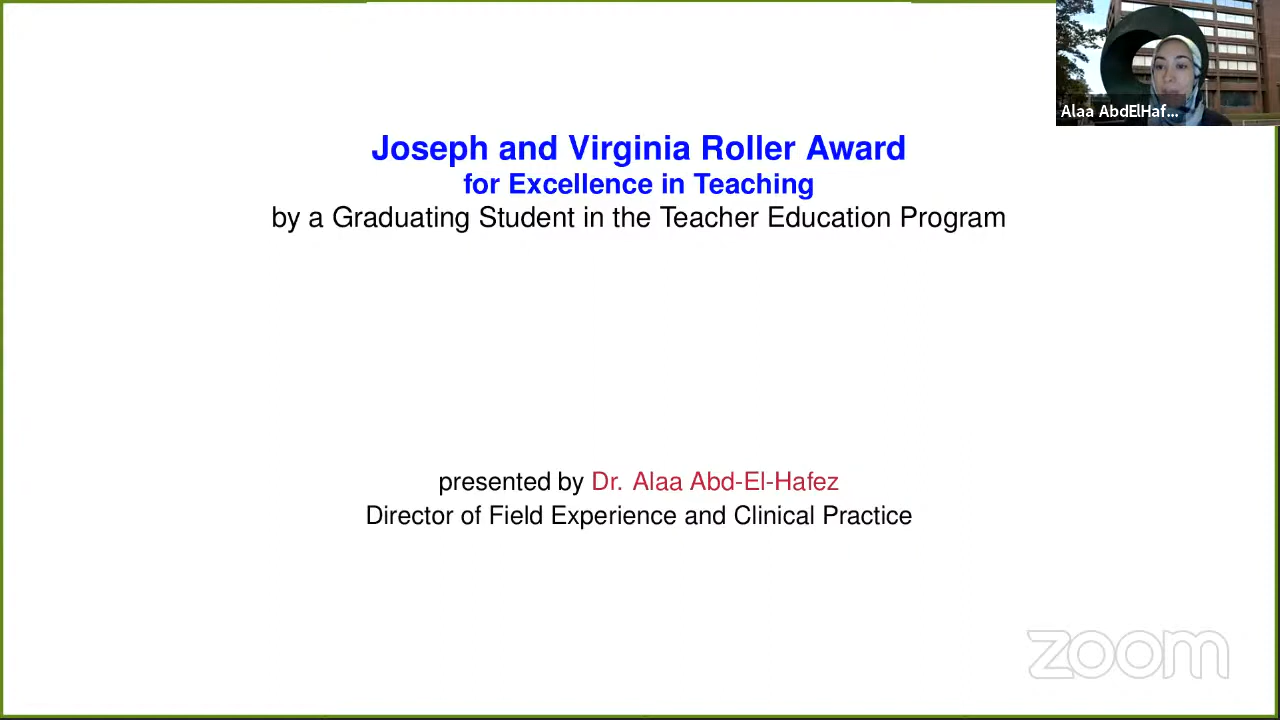 Alaa AbdElHaf...
Joseph and Virginia Roller Award
for Excellence in Teaching
by a Graduating Student in the Teacher Education Program
presented by Dr. Alaa Abd-El-Hafez
Director of Field Experience and Clinical Practice
zoom